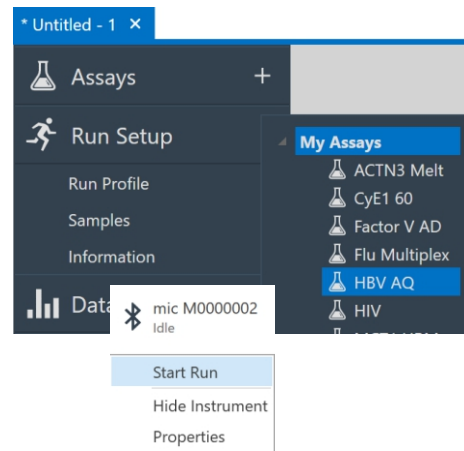 * Untitled - 1 ×
Assays +
Run Setup
Run Profile
Samples
Information
My Assays
ACTN3 Melt
CyE1 60
Factor V AD
Flu Multiplex
HBV AQ
HIV
Data
mic M0000002
Idle
Start Run
Hide Instrument
Properties